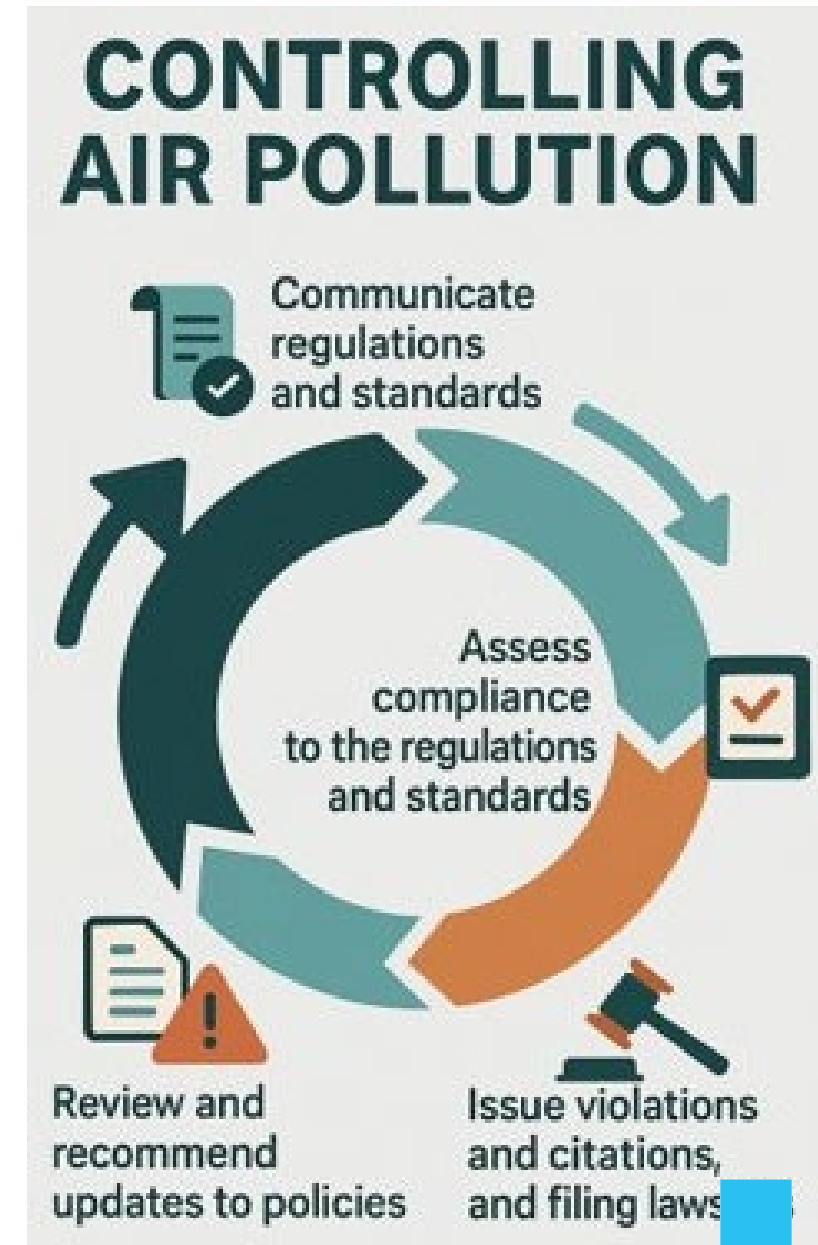 CONTROLLING
AIR POLLUTION
Communicate
regulations
and standards
Assess
compliance
to the regulations
and standards
Review and
recommend
updates to policies
Issue violations
and citations,
and filing